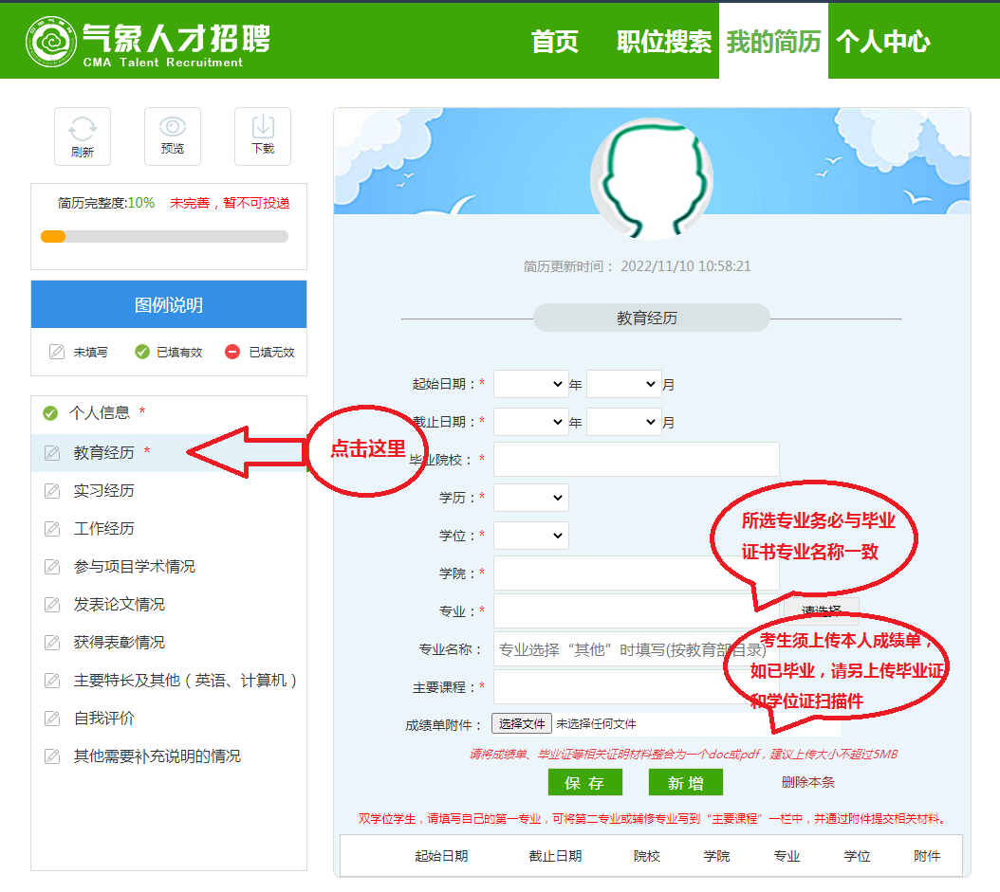 气象人才招聘
CMA Talent Recruitment
首页 职位搜索 我的简历 个人中心
刷新 预览 下载
简历完整度:10% 未完善，暂不可投递
图例说明
未填写 已填有效 已填无效
个人信息 *
教育经历 *
实习经历
工作经历
参与项目学术情况
发表论文情况
获得表彰情况
主要特长及其他（英语、计算机）
自我评价
其他需要补充说明的情况
点击这里
简历更新时间： 2022/11/10 10:58:21
教育经历
起始日期：* 年 月
截止日期：* 年 月
毕业院校：*
学历：*
学位：*
学院：*
所选专业务必与毕业
证书专业名称一致
专业：* 请选择
专业名称： 专业选择“其他”时填写(按教育部目录)
主要课程：*
考生须上传本人成绩单，
如已毕业，请另上传毕业证
和学位证扫描件
成绩单附件： 选择文件 未选择任何文件
请将成绩单、毕业证等相关证明材料整合为一个doc或pdf，建议上传大小不超过5MB
保 存 新 增 删除本条
双学位学生，请填写自己的第一专业，可将第二专业或辅修专业写到“主要课程”一栏中，并通过附件提交相关材料。
起始日期 截止日期 院校 学院 专业 学位 附件